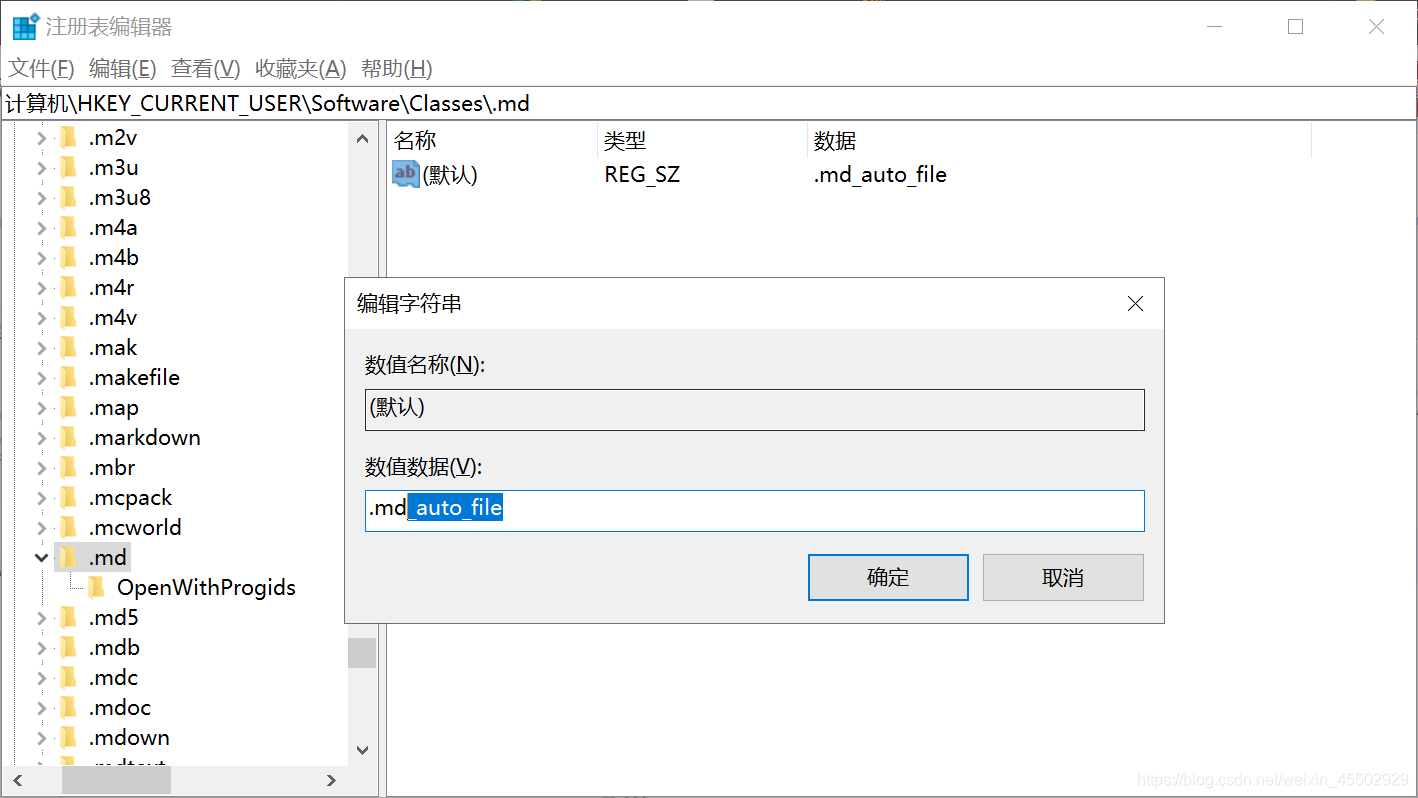 注册表编辑器
文件(F) 编辑(E) 查看(V) 收藏夹(A) 帮助(H)
计算机\HKEY_CURRENT_USER\Software\Classes\.md
.m2v
.m3u
.m3u8
.m4a
.m4b
.m4r
.m4v
.mak
.makefile
.map
.markdown
.mbr
.mcpack
.mcworld
.md
OpenWithProgids
.md5
.mdb
.mdc
.mdoc
.mdown
.mdtext
名称 类型 数据
ab (默认) REG_SZ .md_auto_file
编辑字符串
数值名称(N):
(默认)
数值数据(V):
.md_auto_file
确定 取消
https://blog.csdn.net/weixin_45502929